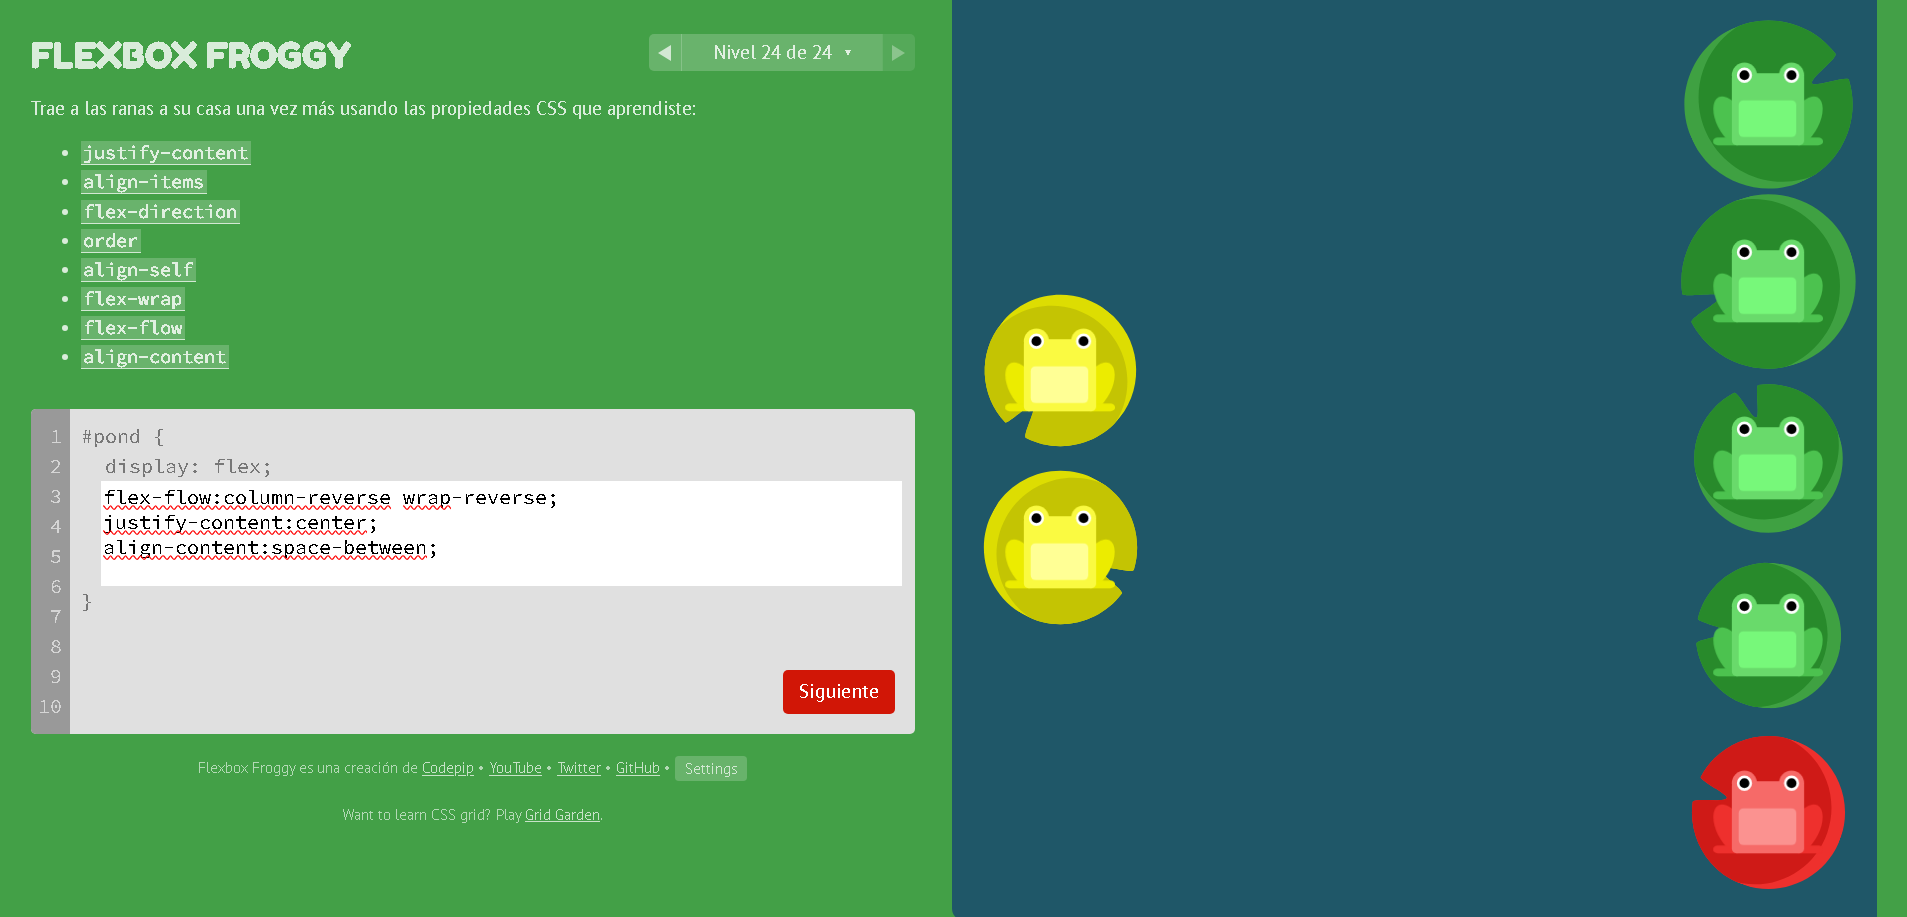 FLEXBOX FROGGY
◀ Nivel 24 de 24 ▼ ▶
Trae a las ranas a su casa una vez más usando las propiedades CSS que aprendiste:
• justify-content
• align-items
• flex-direction
• order
• align-self
• flex-wrap
• flex-flow
• align-content
1 #pond {
2 display: flex;
3 flex-flow:column-reverse wrap-reverse;
4 justify-content:center;
5 align-content:space-between;
6 }
7
8
9
10
Siguiente
Flexbox Froggy es una creación de Codepip • YouTube • Twitter • GitHub • Settings
Want to learn CSS grid? Play Grid Garden.